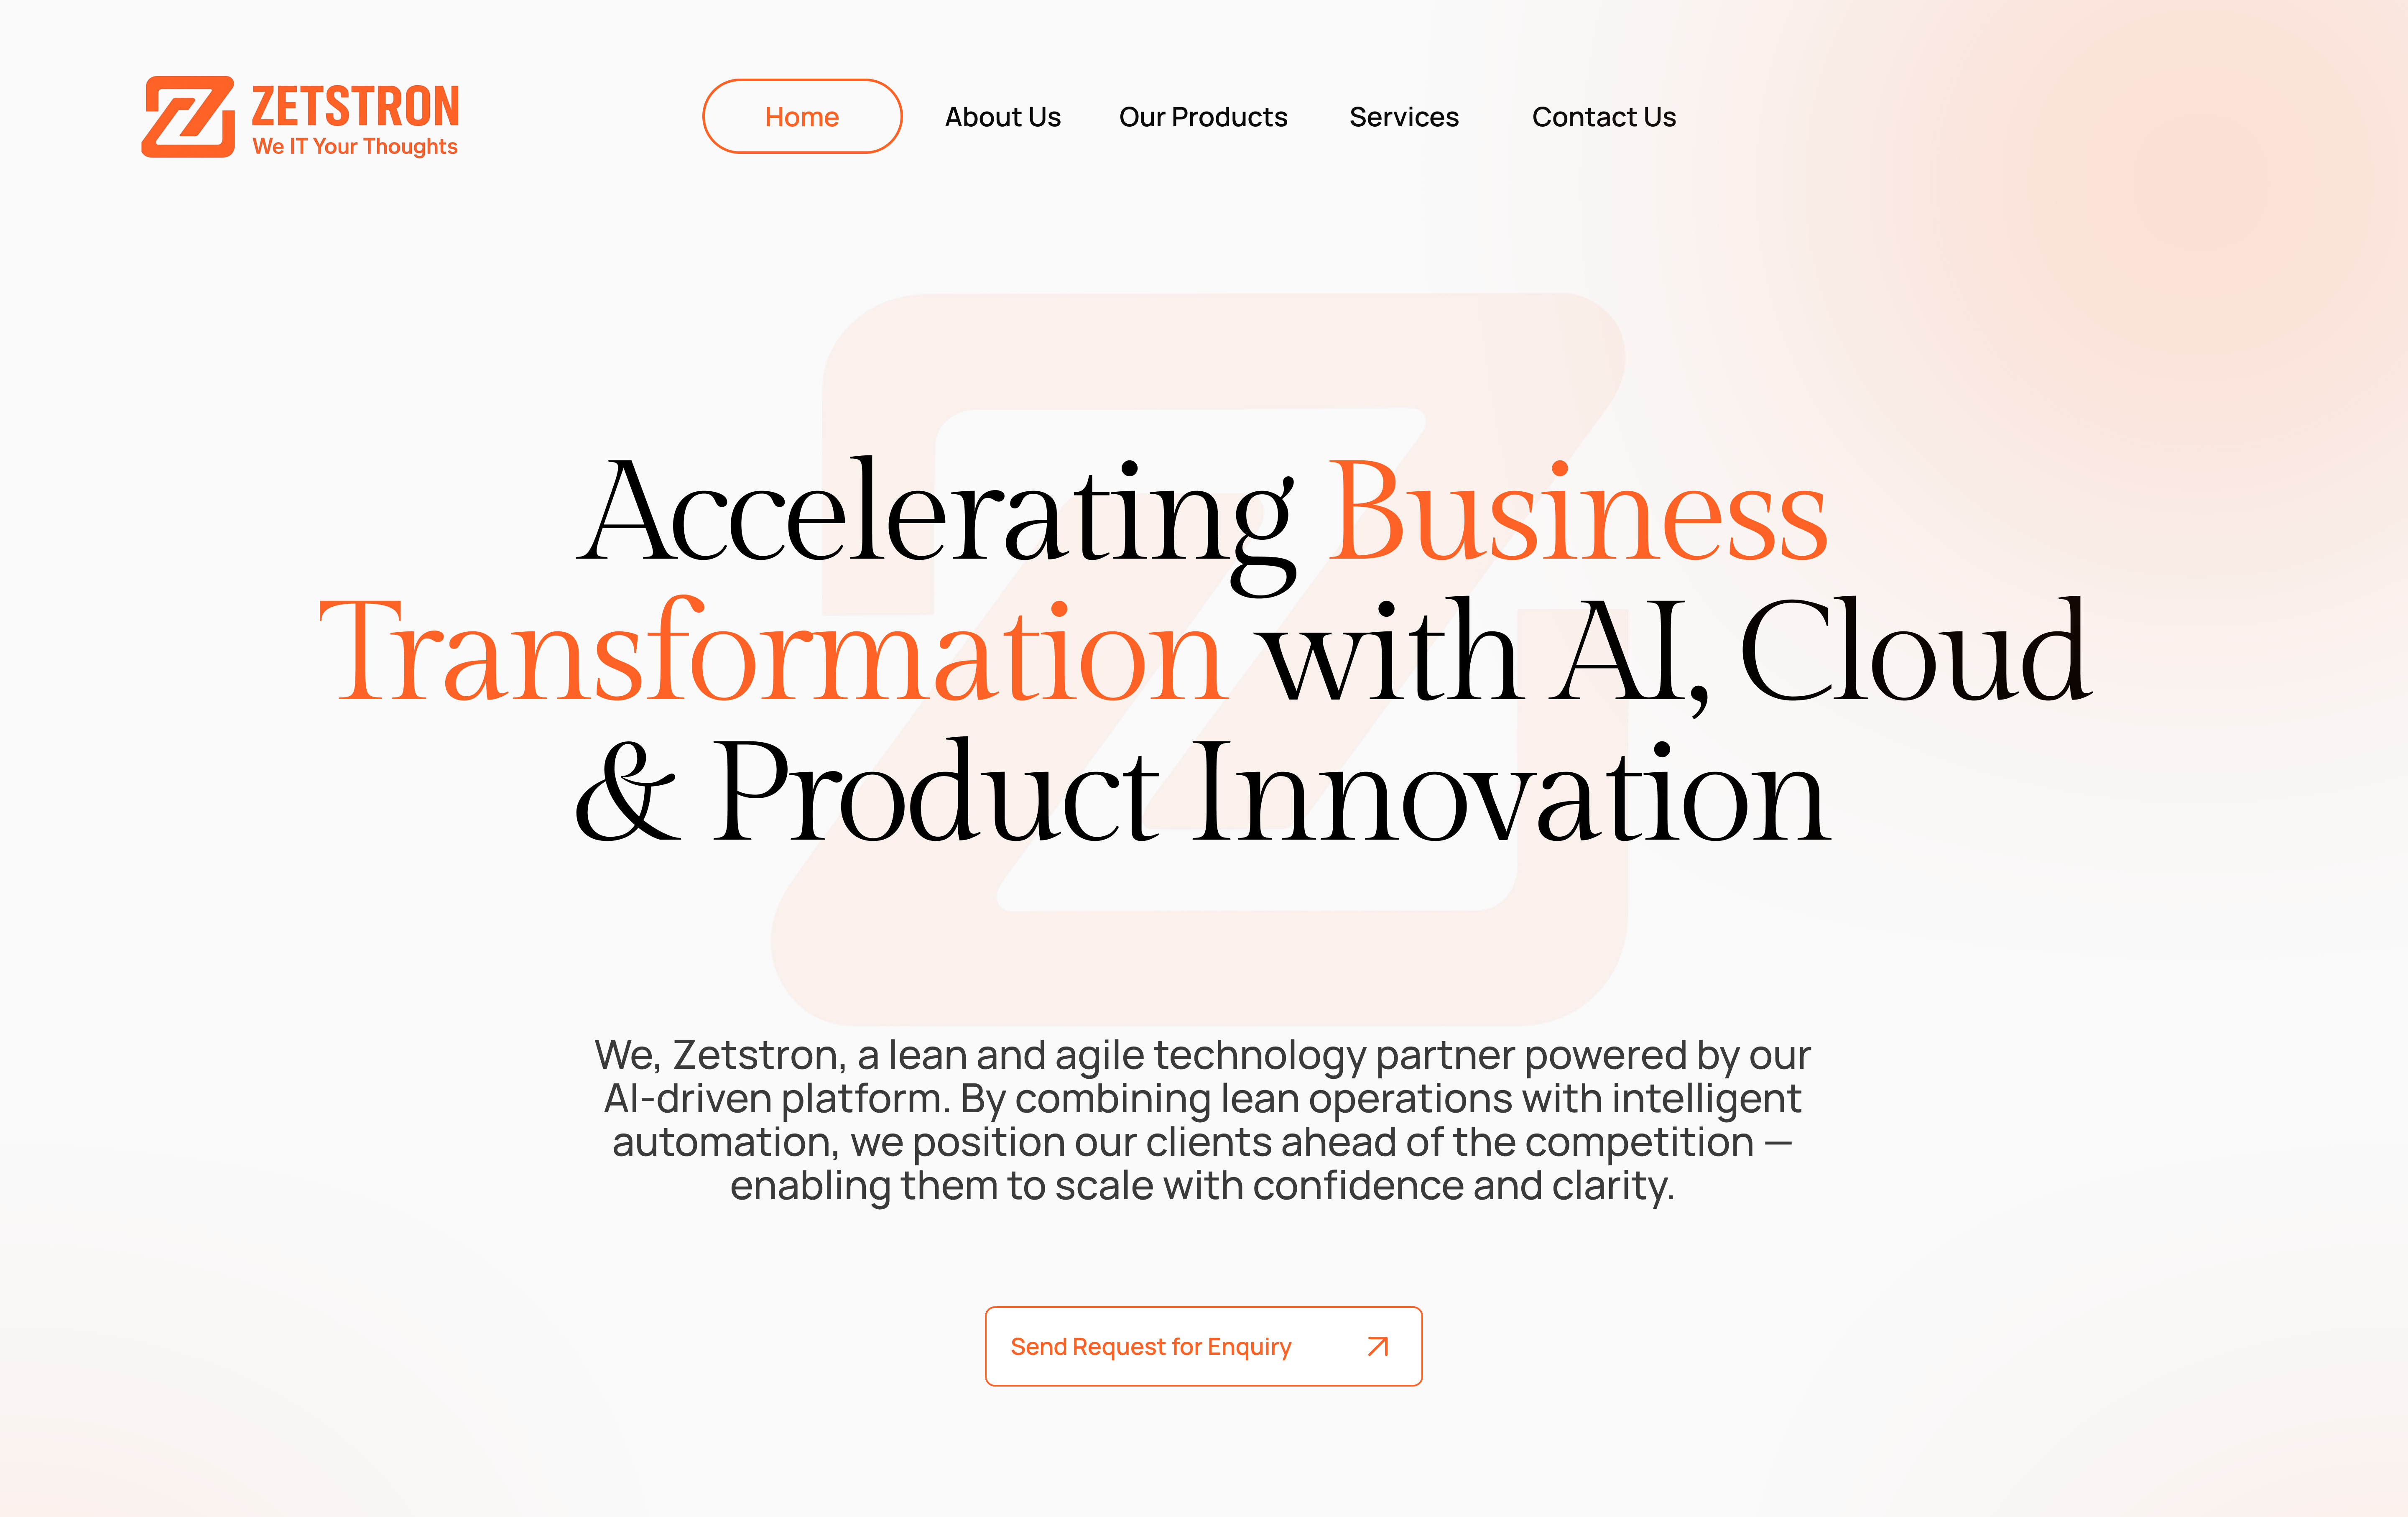 ZETSTRON
We IT Your Thoughts
Home
About Us
Our Products
Services
Contact Us
Accelerating Business
Transformation with AI, Cloud
& Product Innovation
We, Zetstron, a lean and agile technology partner powered by our
AI-driven platform. By combining lean operations with intelligent
automation, we position our clients ahead of the competition —
enabling them to scale with confidence and clarity.
Send Request for Enquiry